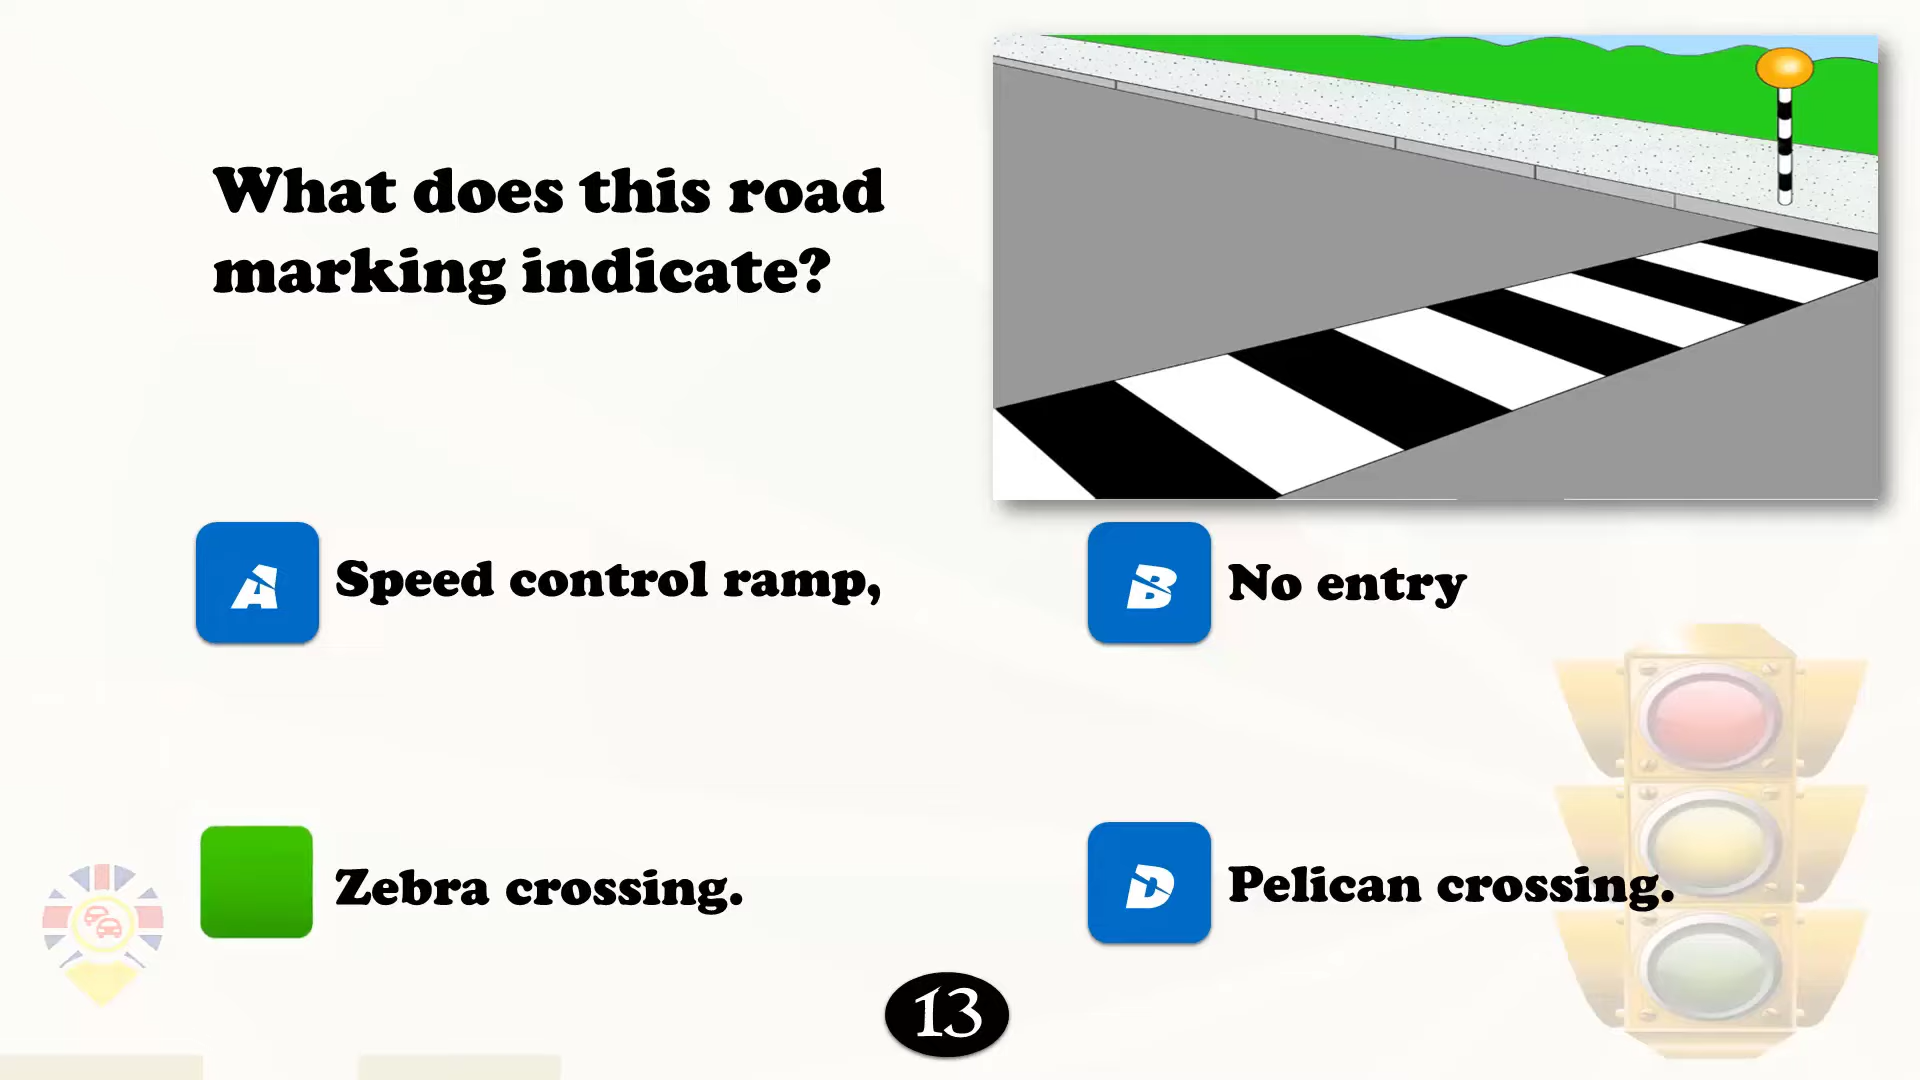 What does this road
marking indicate?
A Speed control ramp,
B No entry
Zebra crossing.
D Pelican crossing.
13